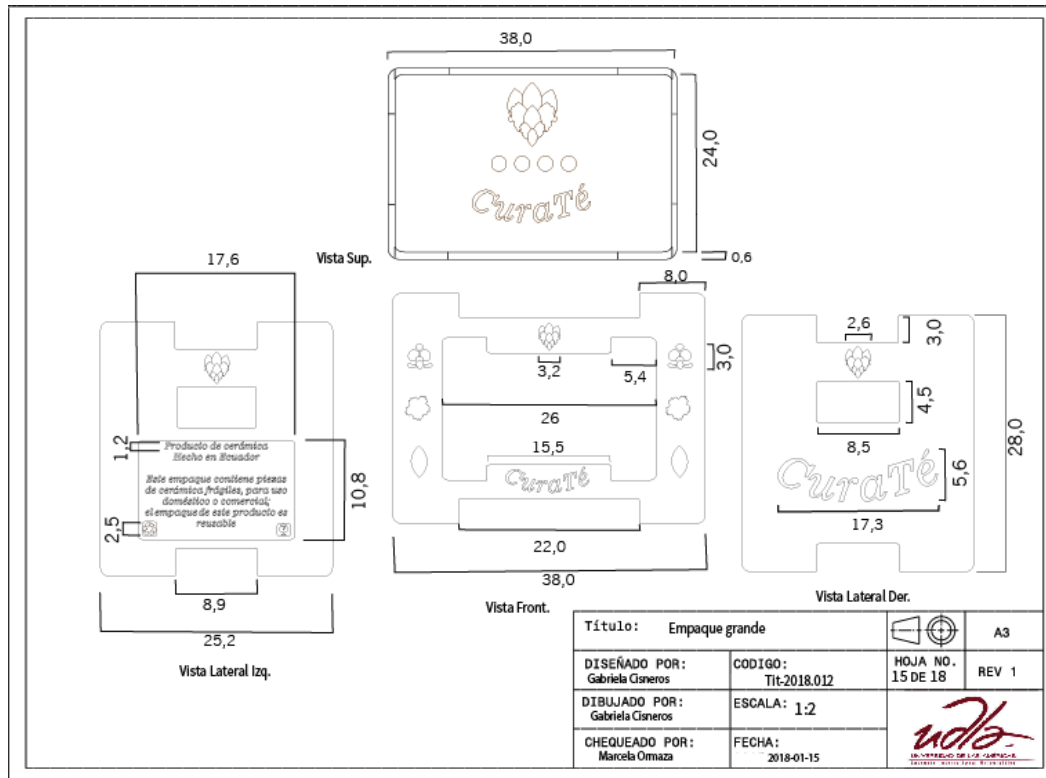 38,0
CuraTé
24,0
0,6
Vista Sup.
17,6
1,2
Producto de cerámica
Hecho en Ecuador
Este empaque contiene piezas
de cerámica frágiles, para uso
doméstico o comercial;
el empaque de este producto es
reusable
2,5
10,8
8,9
25,2
Vista Lateral Izq.
8,0
3,2
5,4
3,0
26
15,5
CuraTé
22,0
38,0
Vista Front.
2,6
3,0
4,5
8,5
CuraTé
5,6
17,3
28,0
Vista Lateral Der.
Título: Empaque grande
A3
DISEÑADO POR:
Gabriela Cisneros
CODIGO:
Tit-2018.012
HOJA NO.
15 DE 18
REV 1
DIBUJADO POR:
Gabriela Cisneros
ESCALA: 1:2
CHEQUEADO POR:
Marcela Ormaza
FECHA:
2018-01-15
udla
UNIVERSIDAD DE LAS AMÉRICAS